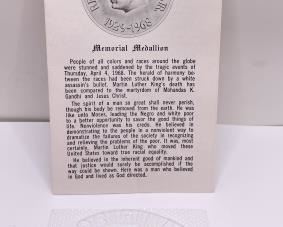 1929-1968
Memorial Medallion
People of all colors and races around the globe
were stunned and saddened by the tragic events of
Thursday, April 4, 1968. The herald of harmony be-
tween the races had been struck down by a white
assassin's bullet. Martin Luther King's death has
been compared to the martyrdom of Mohandas K.
Gandhi and Jesus Christ.
The spirit of a man so great shall never perish,
though his body be removed from the earth. He was
like unto Moses, leading the Negro and white poor
to a better opportunity to savor the good things of
life. Nonviolence was his credo. He believed in
demonstrating to the people in a nonviolent way to
dramatize the failures of the society in recognizing
and relieving the problems of the poor. It was, most
certainly, Martin Luther King who moved these
United States toward true racial equality.
He believed in the inherent good of mankind and
that justice would surely be accomplished if the
way could be shown. Here was a man who believed
in God and lived as God directed.